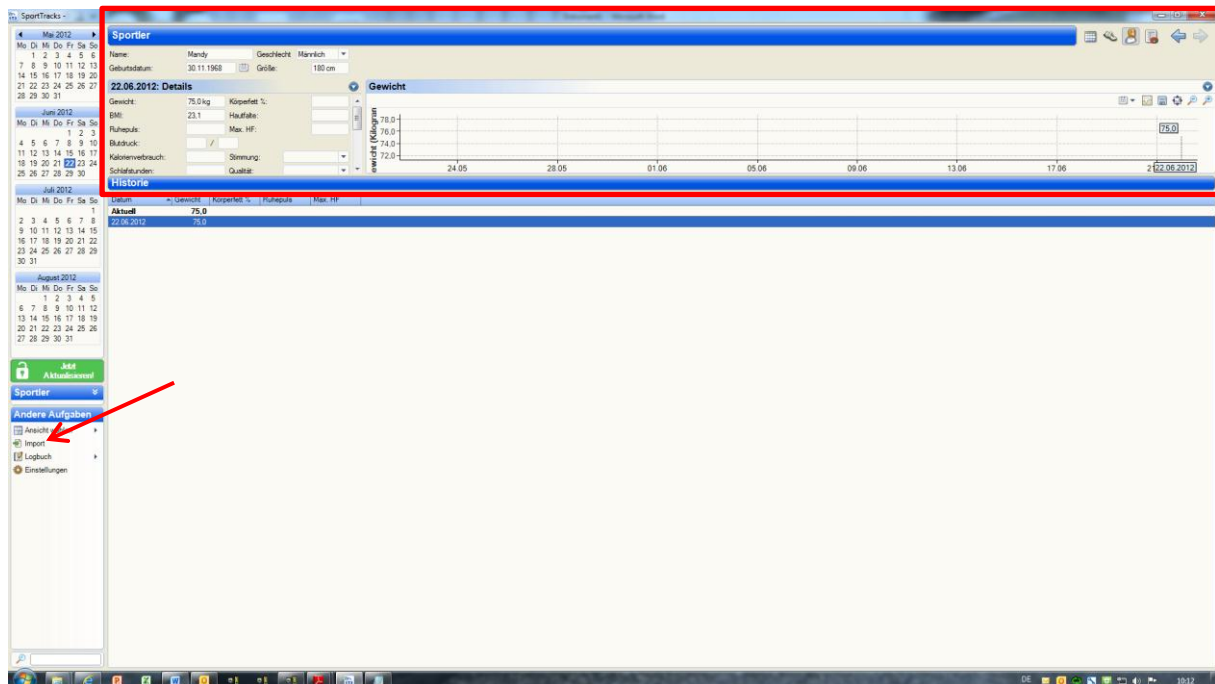 SportTracks -
Mai 2012
Mo Di Mi Do Fr Sa So
1 2 3 4 5 6
7 8 9 10 11 12 13
14 15 16 17 18 19 20
21 22 23 24 25 26 27
28 29 30 31
Juni 2012
Mo Di Mi Do Fr Sa So
1 2 3
4 5 6 7 8 9 10
11 12 13 14 15 16 17
18 19 20 21 22 23 24
25 26 27 28 29 30
Juli 2012
Mo Di Mi Do Fr Sa So
1
2 3 4 5 6 7 8
9 10 11 12 13 14 15
16 17 18 19 20 21 22
23 24 25 26 27 28 29
30 31
August 2012
Mo Di Mi Do Fr Sa So
1 2 3 4 5
6 7 8 9 10 11 12
13 14 15 16 17 18 19
20 21 22 23 24 25 26
27 28 29 30 31
Jetzt
Aktualisieren!
Sportler
Andere Aufgaben
Ansicht
Import
Logbuch
Einstellungen
Sportler
Name: Mandy Geschlecht Männlich
Geburtsdatum: 30.11.1968 Größe: 180 cm
22.06.2012: Details
Gewicht: 75,0 kg Körperfett %:
BMI: 23,1 Hautfalte:
Ruhepuls: Max. HF:
Blutdruck: /
Kalorienverbrauch: Stimmung:
Schlafstunden: Qualität:
Gewicht
78.0
76.0
74.0
72.0
75.0
24.05 28.05 01.06 05.06 09.06 13.06 17.06 22.06.2012
Historie
Datum Gewicht Körperfett % Ruhepuls Max. HF
Aktuell 75,0
22.06.2012 75,0
DE 10:12